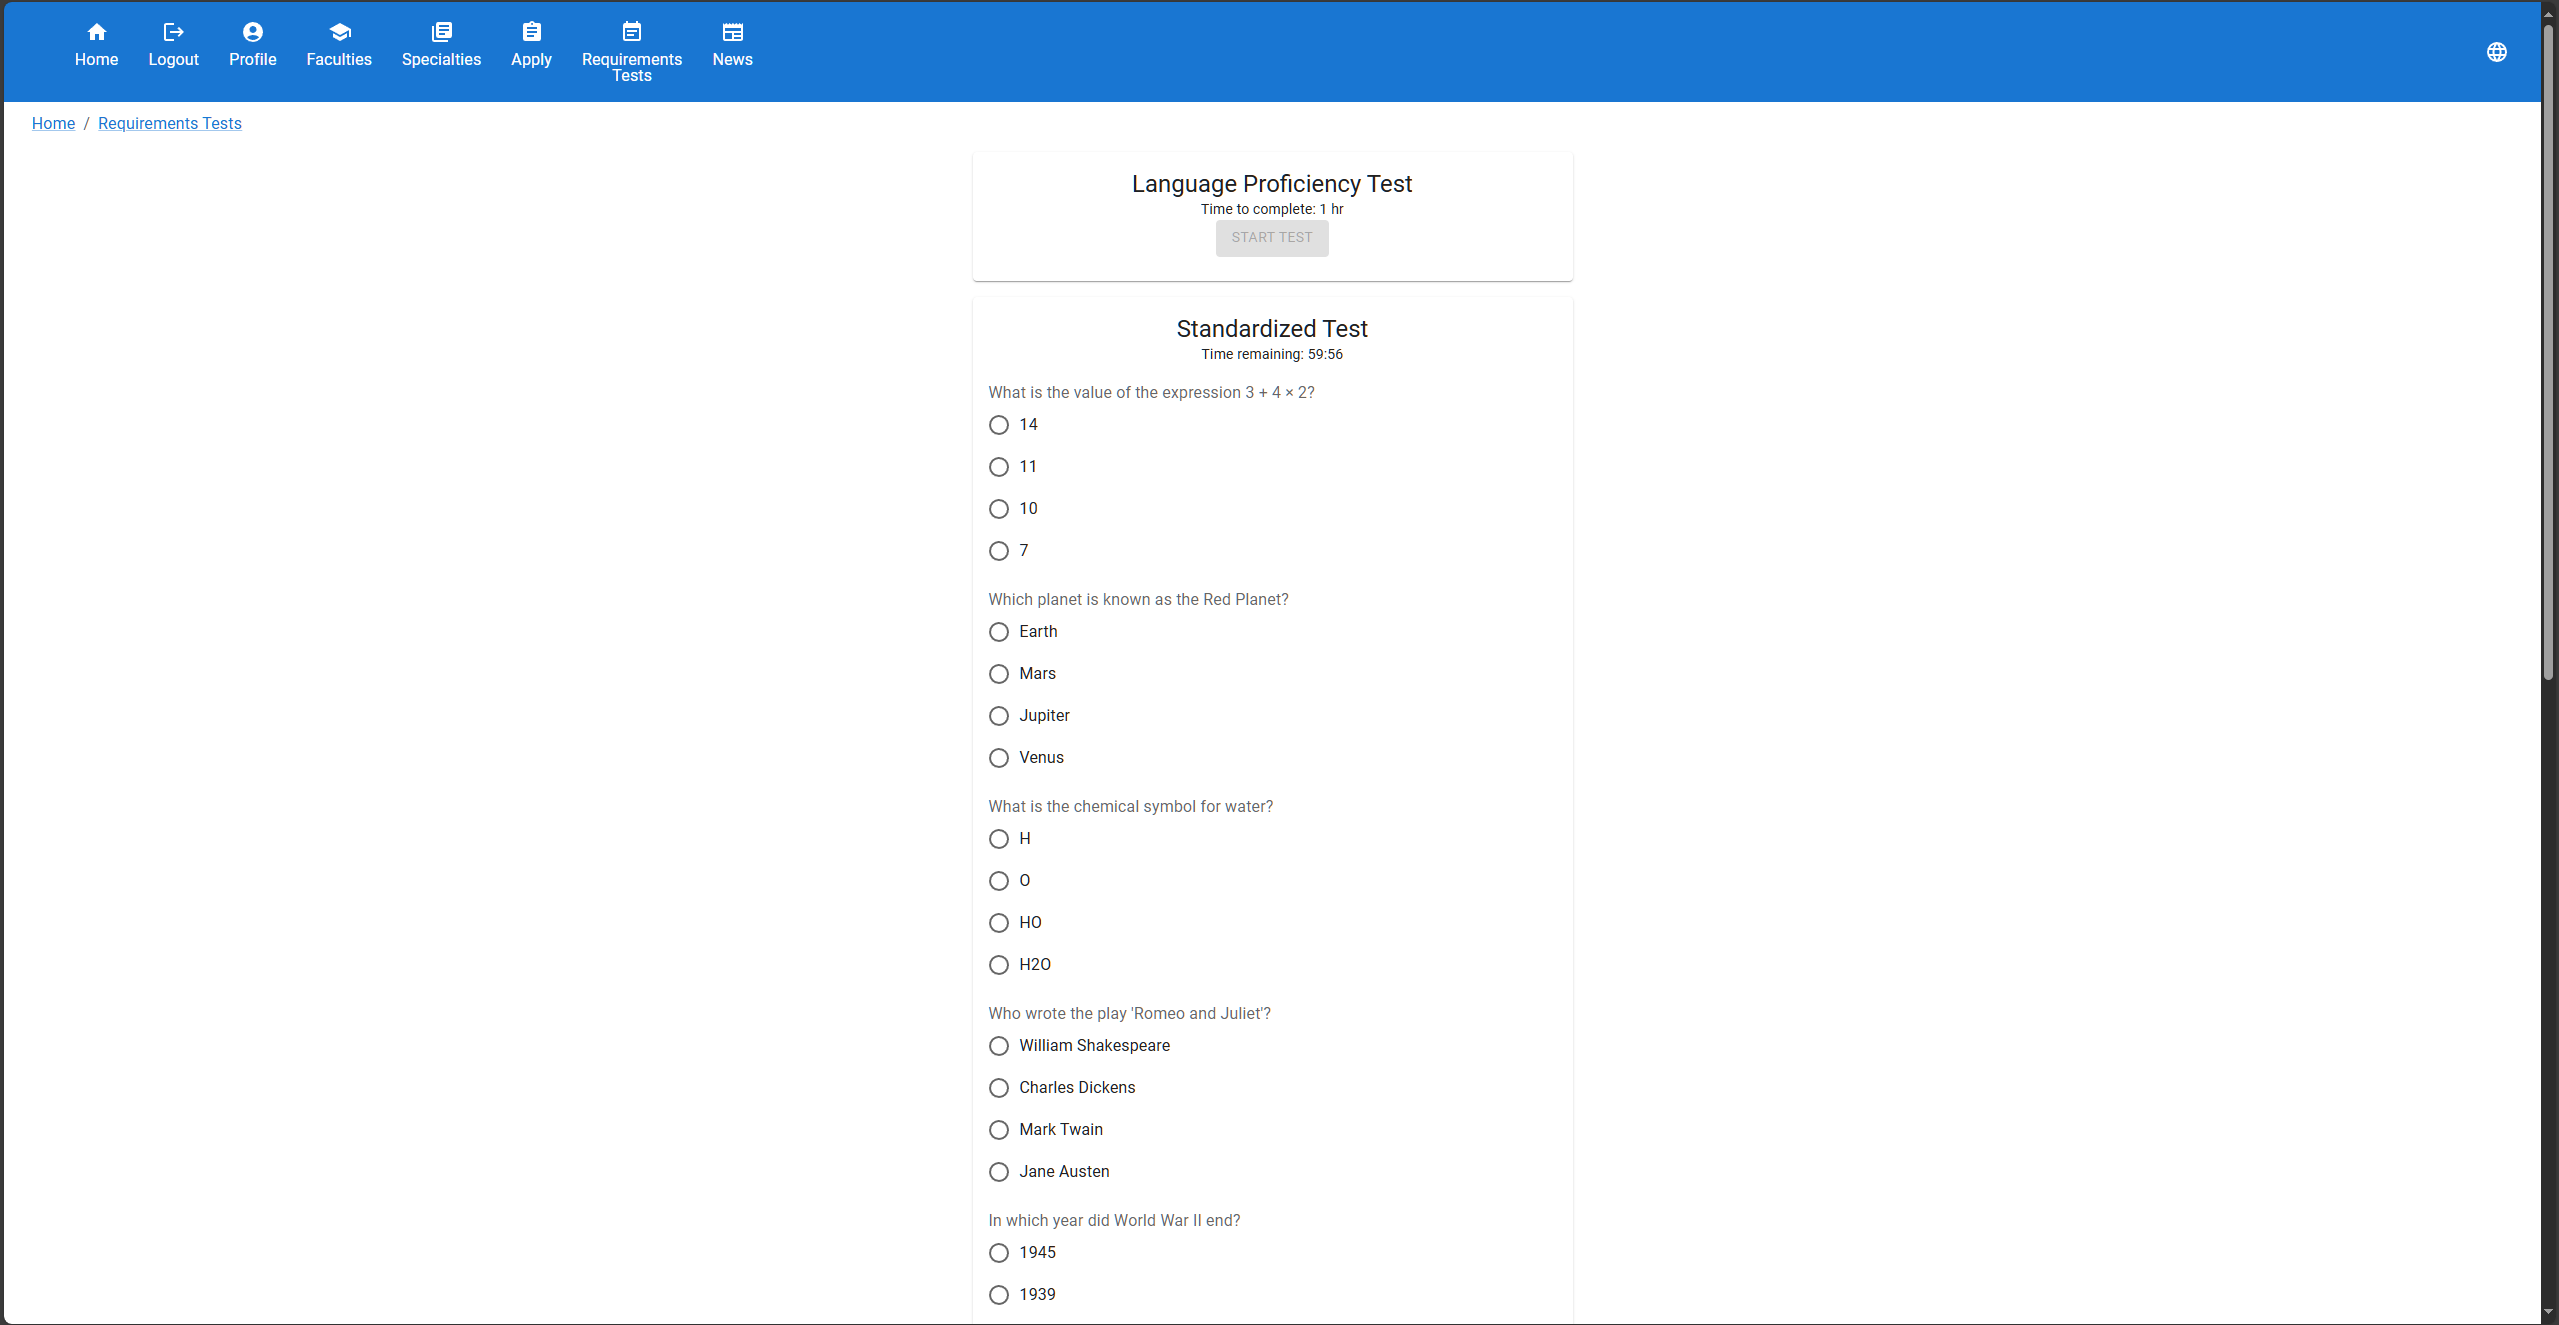 Home
Logout
Profile
Faculties
Specialties
Apply
Requirements
Tests
News
Home / Requirements Tests
Language Proficiency Test
Time to complete: 1 hr
START TEST
Standardized Test
Time remaining: 59:56
What is the value of the expression 3 + 4 × 2?
14
11
10
7
Which planet is known as the Red Planet?
Earth
Mars
Jupiter
Venus
What is the chemical symbol for water?
H
O
HO
H2O
Who wrote the play 'Romeo and Juliet'?
William Shakespeare
Charles Dickens
Mark Twain
Jane Austen
In which year did World War II end?
1945
1939